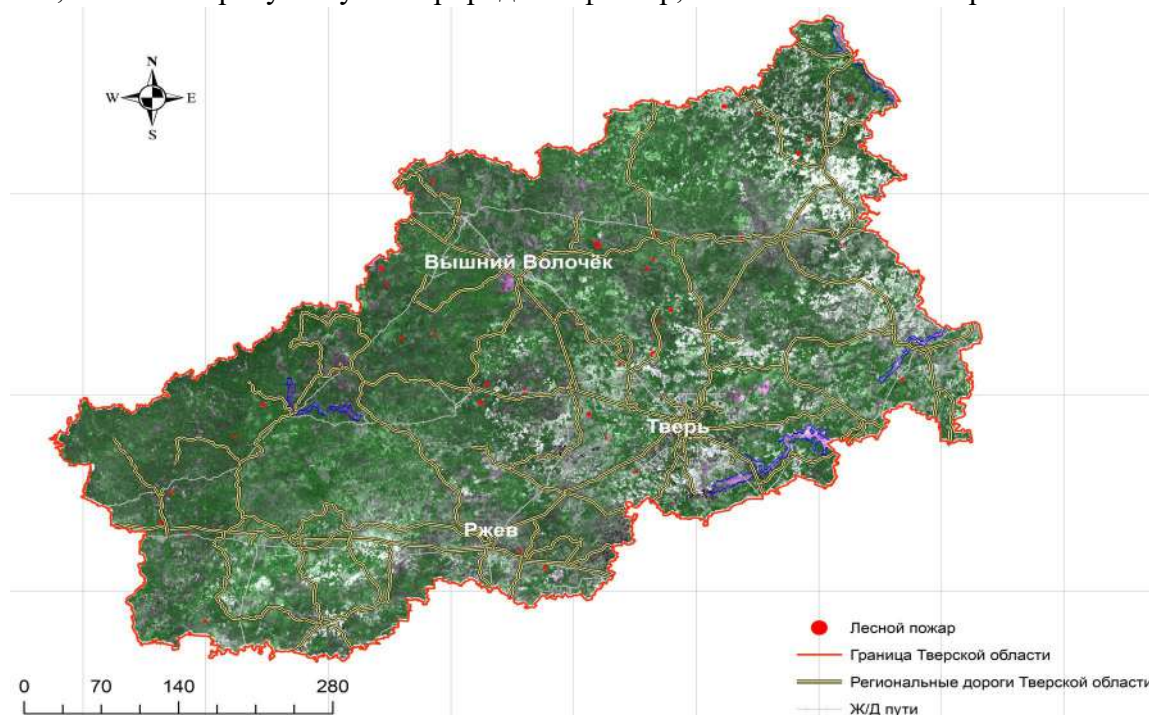 N
W E
S
Вышний Волочёк
Тверь
Ржев
0 70 140 280
Лесной пожар
Граница Тверской области
Региональные дороги Тверской области
Ж/Д пути